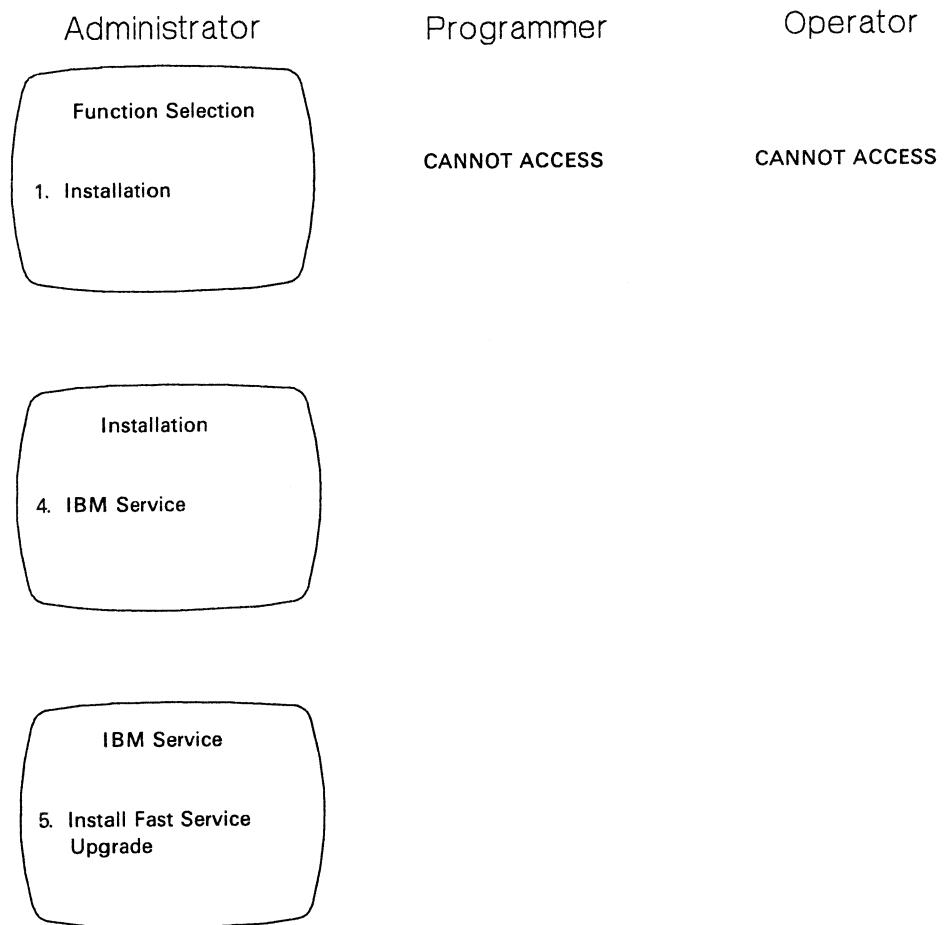 Administrator
Programmer
Operator
Function Selection
1. Installation
CANNOT ACCESS
CANNOT ACCESS
Installation
4. IBM Service
IBM Service
5. Install Fast Service
Upgrade